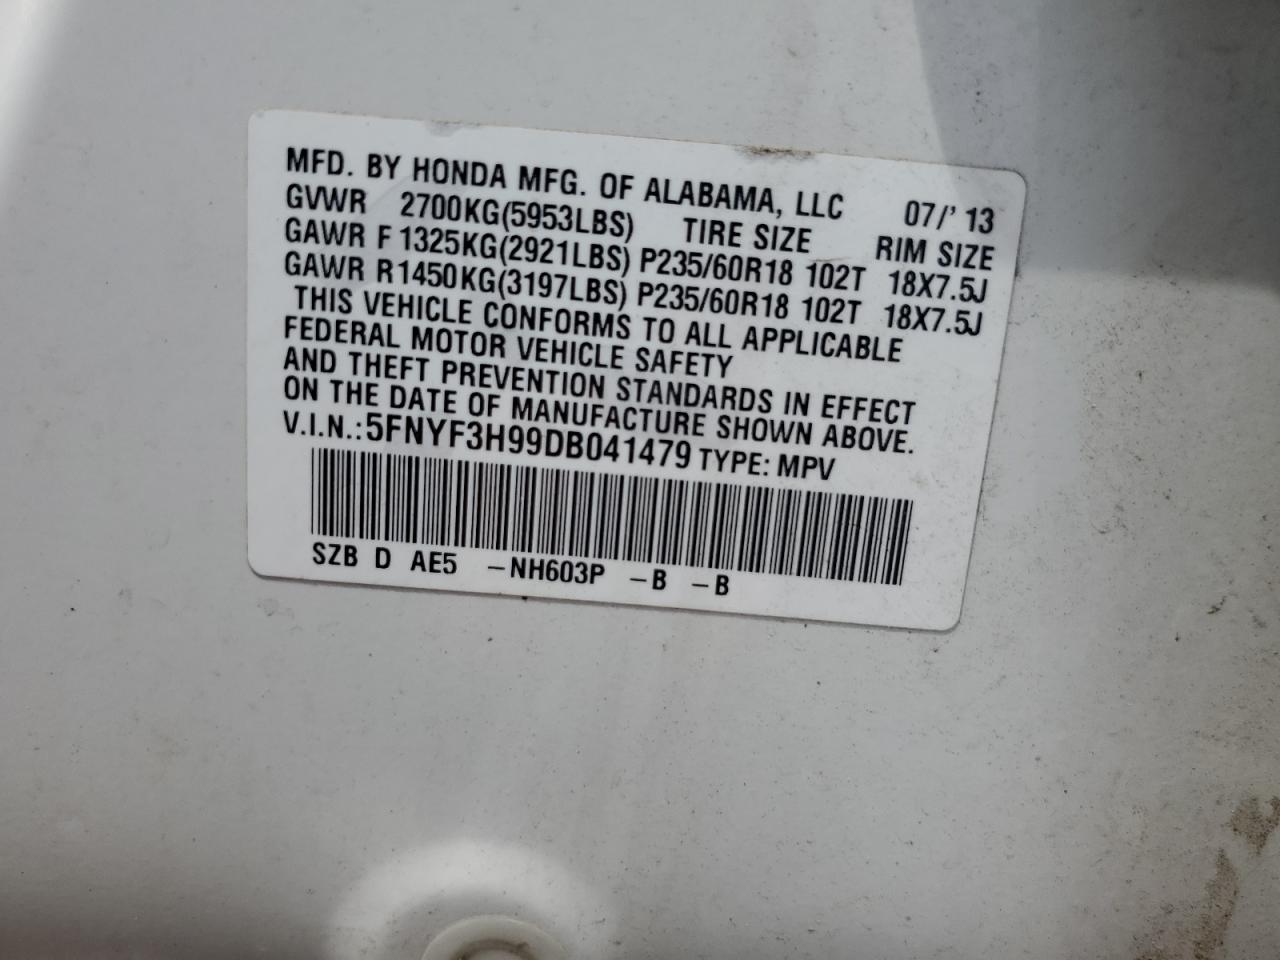 MFD. BY HONDA MFG. OF ALABAMA, LLC 07/' 13
GVWR 2700KG(5953LBS) TIRE SIZE RIM SIZE
GAWR F 1325KG(2921LBS) P235/60R18 102T 18X7.5J
GAWR R1450KG(3197LBS) P235/60R18 102T 18X7.5J
THIS VEHICLE CONFORMS TO ALL APPLICABLE
FEDERAL MOTOR VEHICLE SAFETY
AND THEFT PREVENTION STANDARDS IN EFFECT
ON THE DATE OF MANUFACTURE SHOWN ABOVE.
V.I.N.:5FNYF3H99DB041479 TYPE: MPV
SZB D AE5 -NH603P -B -B